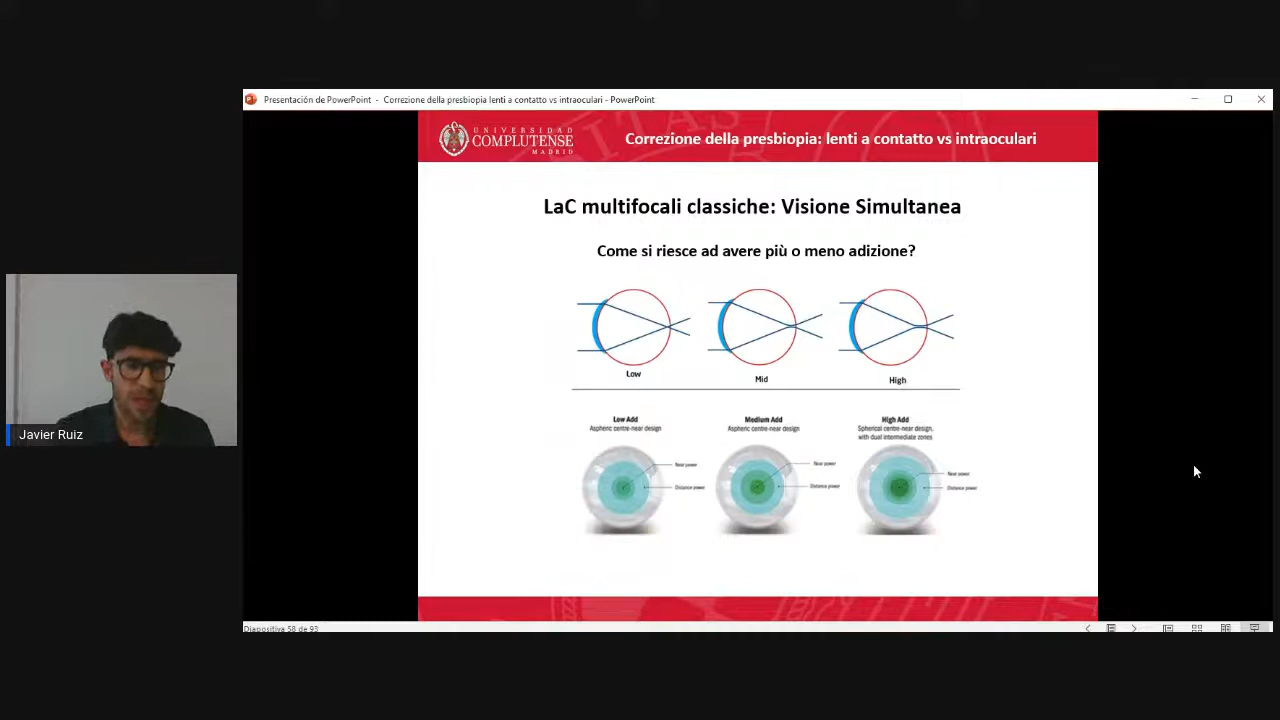 Presentación de PowerPoint - Correzione della presbiopia lenti a contatto vs intraoculari - PowerPoint
UNIVERSIDAD
COMPLUTENSE
MADRID
Correzione della presbiopia: lenti a contatto vs intraoculari
LaC multifocali classiche: Visione Simultanea
Come si riesce ad avere più o meno adizione?
Low
Mid
High
Low Add
Aspheric centre-near design
Medium Add
Aspheric centre-near design
High Add
Spherical centre-near design,
with dual intermediate zones
Near power
Distance power
Near power
Distance power
Near power
Distance power
Javier Ruiz
Diapositiva 58 de 93